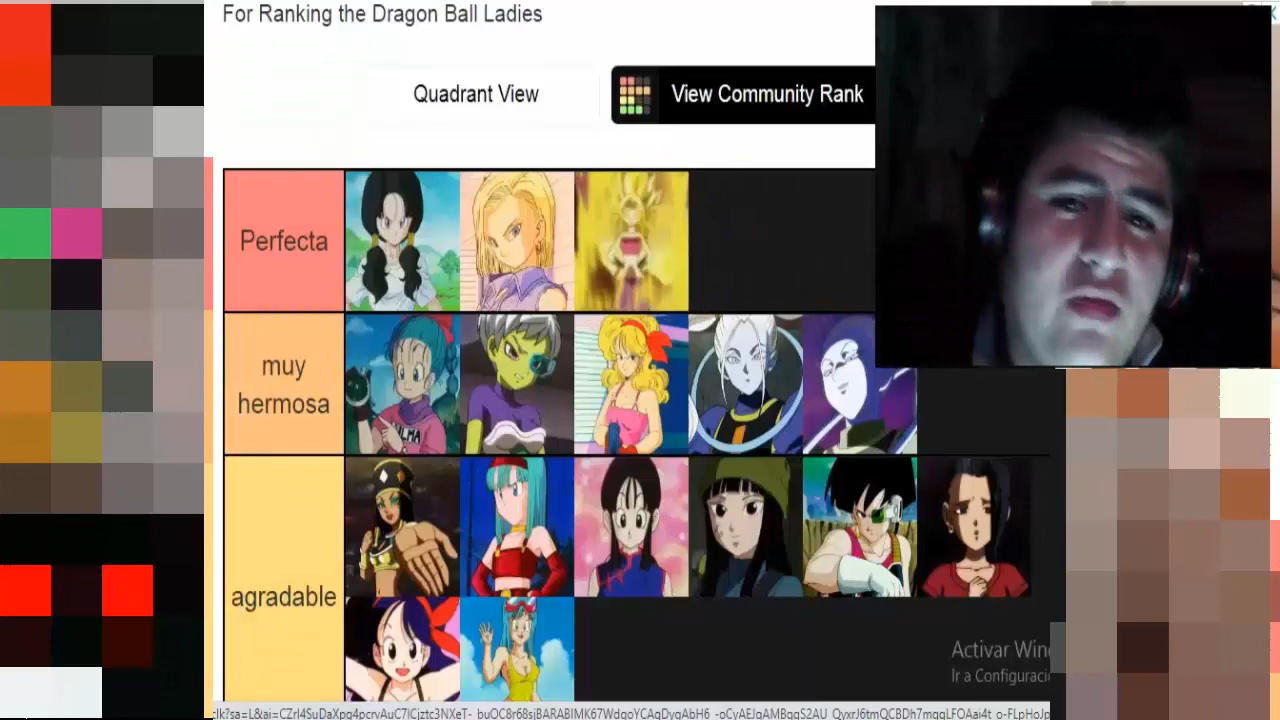 For Ranking the Dragon Ball Ladies
Quadrant View
View Community Rank
Perfecta
muy
hermosa
agradable
Activar Win
Ir a Configuraci